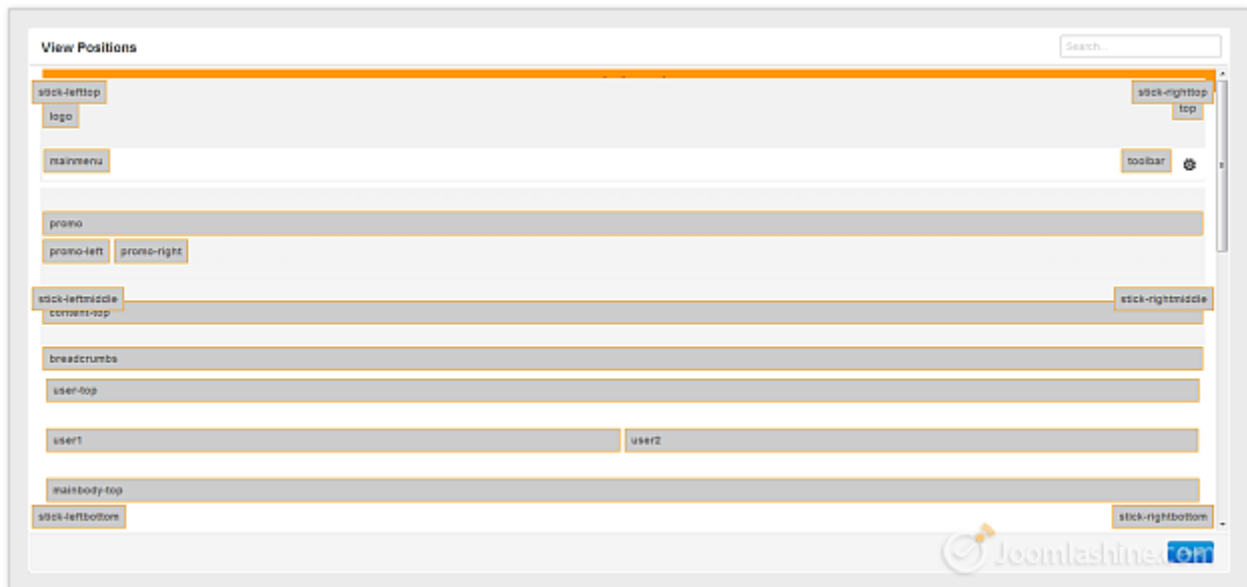 View Positions
Search...
stick-lefttop
stick-righttop
logo
top
mainmenu
toolbar
promo
promo-left
promo-right
stick-leftmiddle
stick-rightmiddle
content-top
breadcrumbs
user-top
user1
user2
mainbody-top
stick-leftbottom
stick-rightbottom
Joomlashine.com